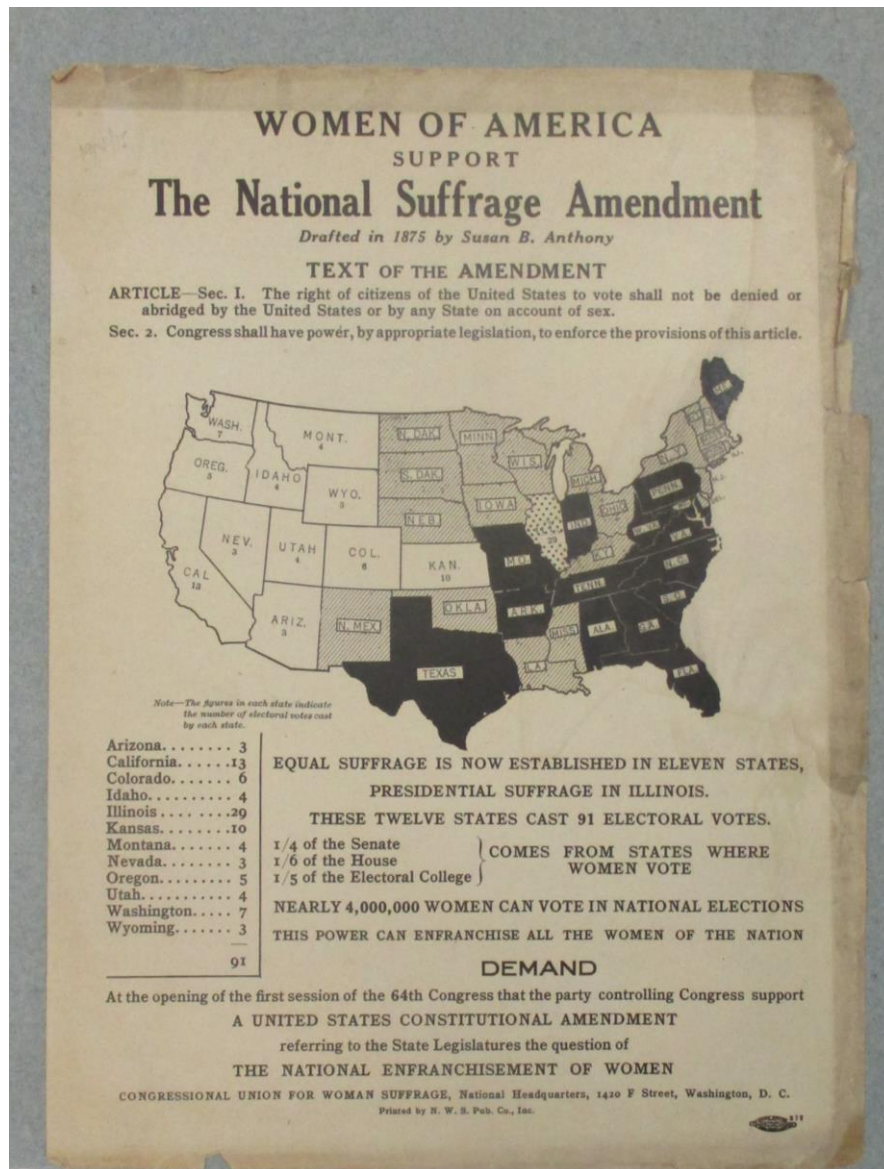 WOMEN OF AMERICA
SUPPORT
The National Suffrage Amendment
Drafted in 1875 by Susan B. Anthony
TEXT OF THE AMENDMENT
ARTICLE—Sec. I. The right of citizens of the United States to vote shall not be denied or
abridged by the United States or by any State on account of sex.
Sec. 2. Congress shall have power, by appropriate legislation, to enforce the provisions of this article.
ME.
WASH.
7
MONT.
4
N. DAK.
MINN.
OREG.
5
IDAHO
4
WYO.
3
S. DAK.
WIS.
MICH.
N.Y.
NEB.
IOWA
29
IND.
OHIO
PENN.
W. VA.
VA.
NEV.
3
UTAH
4
COL.
6
KAN.
10
MO.
KY.
CAL
13
TENN.
N.C.
ARIZ.
3
N. MEX.
OKLA.
ARK.
S.C.
MISS.
ALA.
GA.
TEXAS
LA.
FLA.
Note—The figures in each state indicate
the number of electoral votes cast
by each state.
Arizona........ 3
California......13
Colorado....... 6
Idaho.......... 4
Illinois ........29
Kansas.........10
Montana....... 4
Nevada........ 3
Oregon......... 5
Utah........... 4
Washington..... 7
Wyoming....... 3
91
EQUAL SUFFRAGE IS NOW ESTABLISHED IN ELEVEN STATES,
PRESIDENTIAL SUFFRAGE IN ILLINOIS.
THESE TWELVE STATES CAST 91 ELECTORAL VOTES.
1/4 of the Senate
1/6 of the House
1/5 of the Electoral College
COMES FROM STATES WHERE
WOMEN VOTE
NEARLY 4,000,000 WOMEN CAN VOTE IN NATIONAL ELECTIONS
THIS POWER CAN ENFRANCHISE ALL THE WOMEN OF THE NATION
DEMAND
At the opening of the first session of the 64th Congress that the party controlling Congress support
A UNITED STATES CONSTITUTIONAL AMENDMENT
referring to the State Legislatures the question of
THE NATIONAL ENFRANCHISEMENT OF WOMEN
CONGRESSIONAL UNION FOR WOMAN SUFFRAGE, National Headquarters, 1420 F Street, Washington, D. C.
Printed by N. W. S. Pub. Co., Inc.